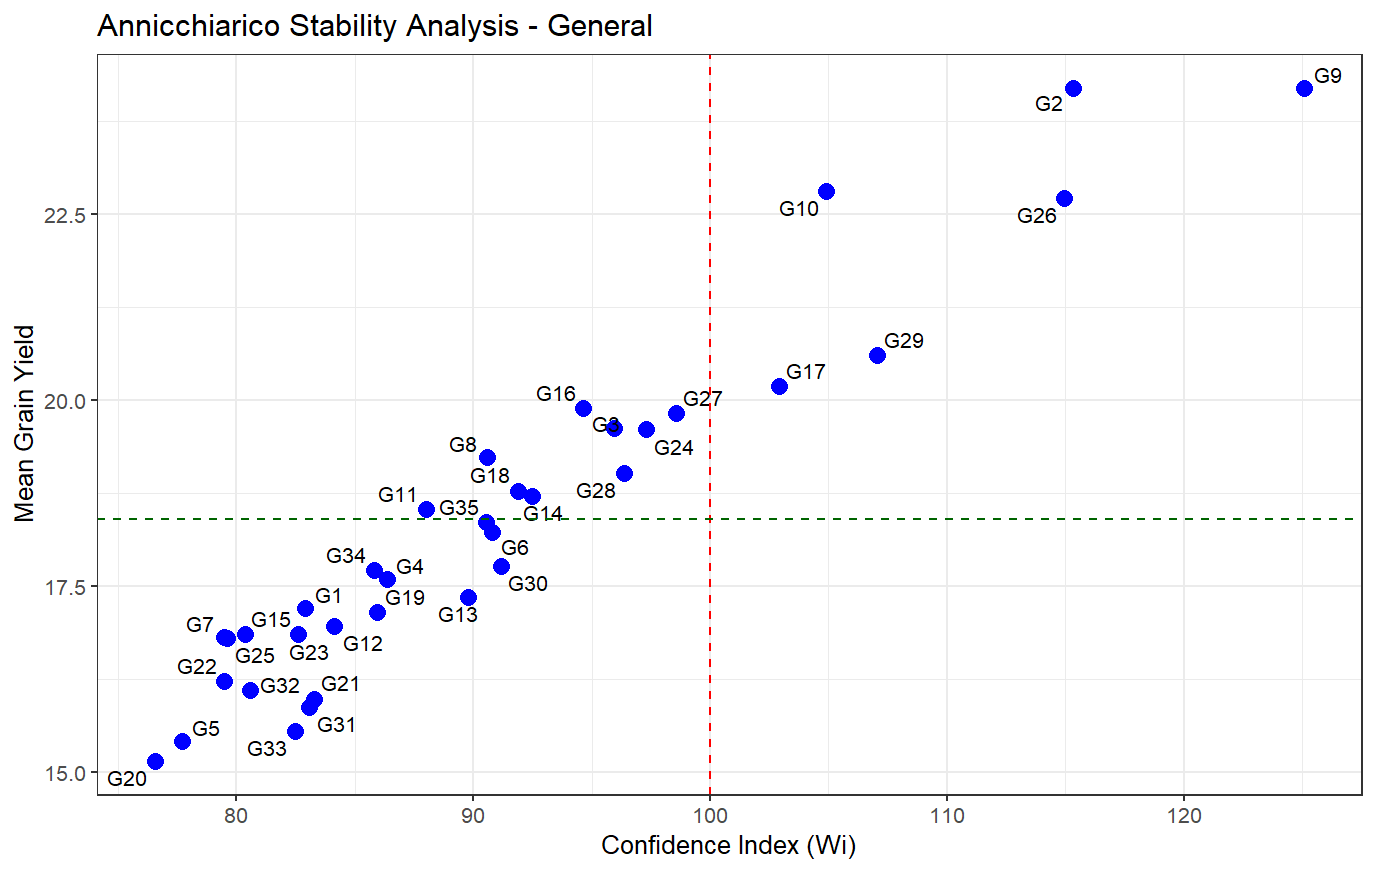 Annicchiarico Stability Analysis - General
G9
G2
G10
G26
22.5
G29
G17
G16
G27
20.0
G3
G8
G24
G18
G28
G11
G35
G14
Mean Grain Yield
G6
G34
G4
G30
17.5
G1
G19
G13
G7
G15
G12
G25
G23
G22
G32
G21
G5
G31
G33
15.0
G20
80
90
100
110
120
Confidence Index (Wi)